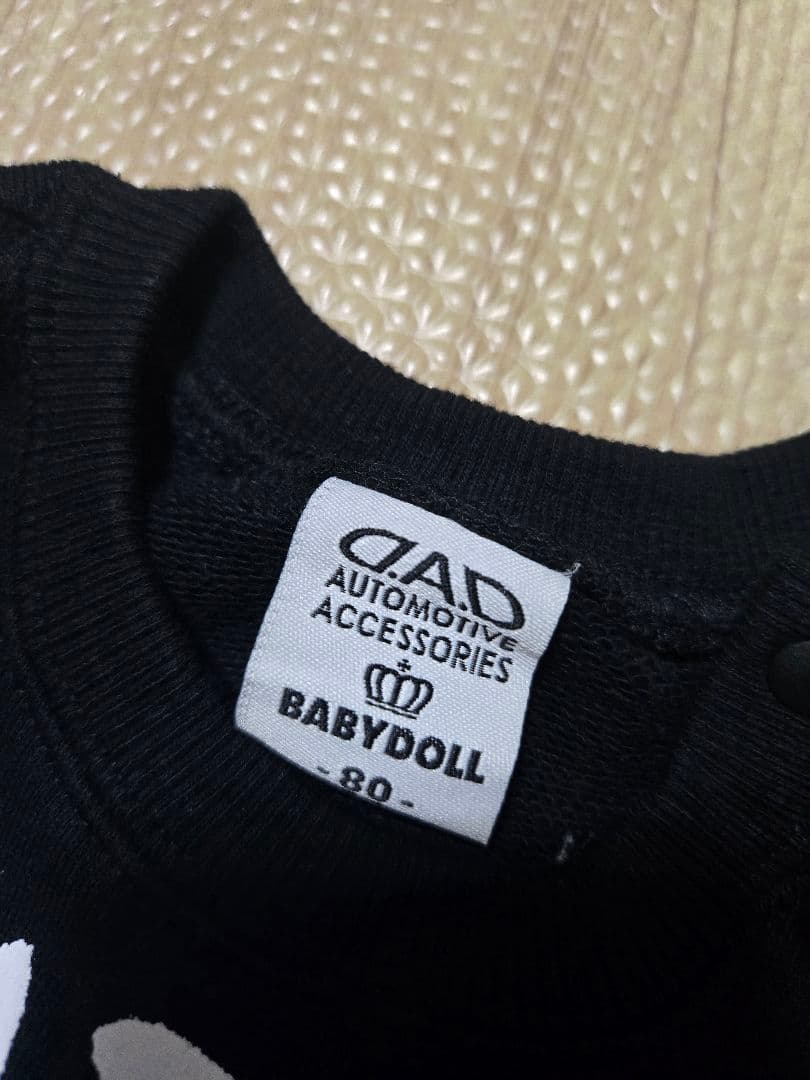 D.A.D
AUTOMOTIVE
ACCESSORIES
BABYDOLL
-80-